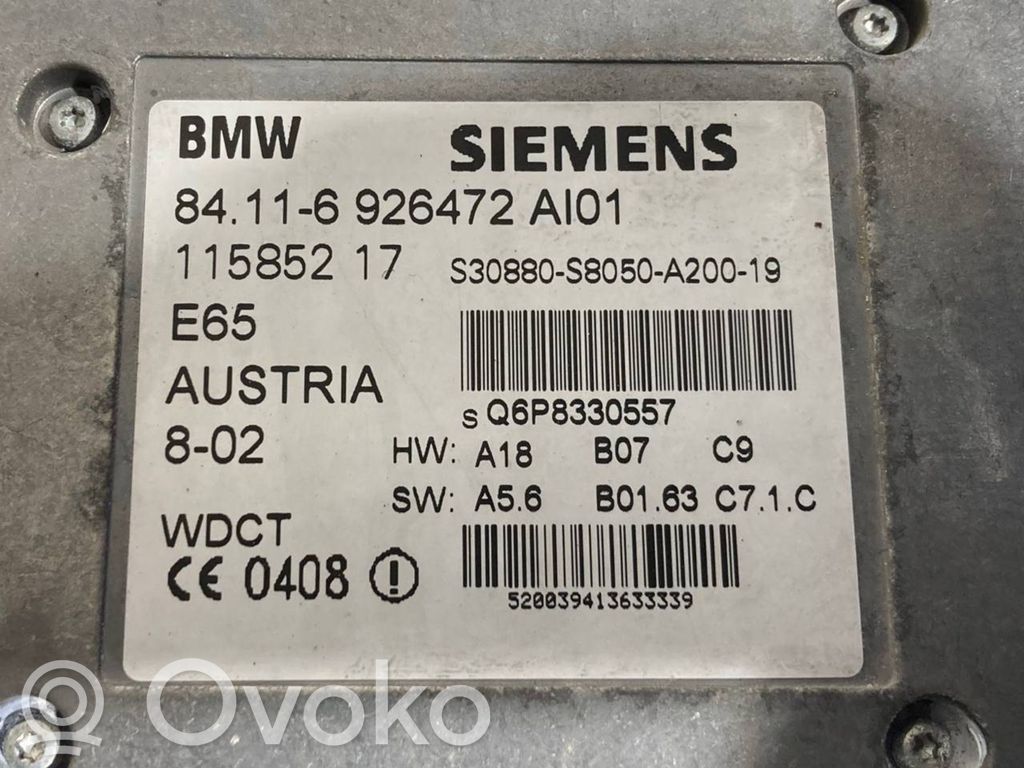 BMW SIEMENS
84.11-6 926472 AI01
115852 17 S30880-S8050-A200-19
E65
AUSTRIA
S Q6P8330557
8-02 HW: A18 B07 C9
SW: A5.6 B01.63 C7.1.C
WDCT
CE 0408
520039413633339
Ovoko